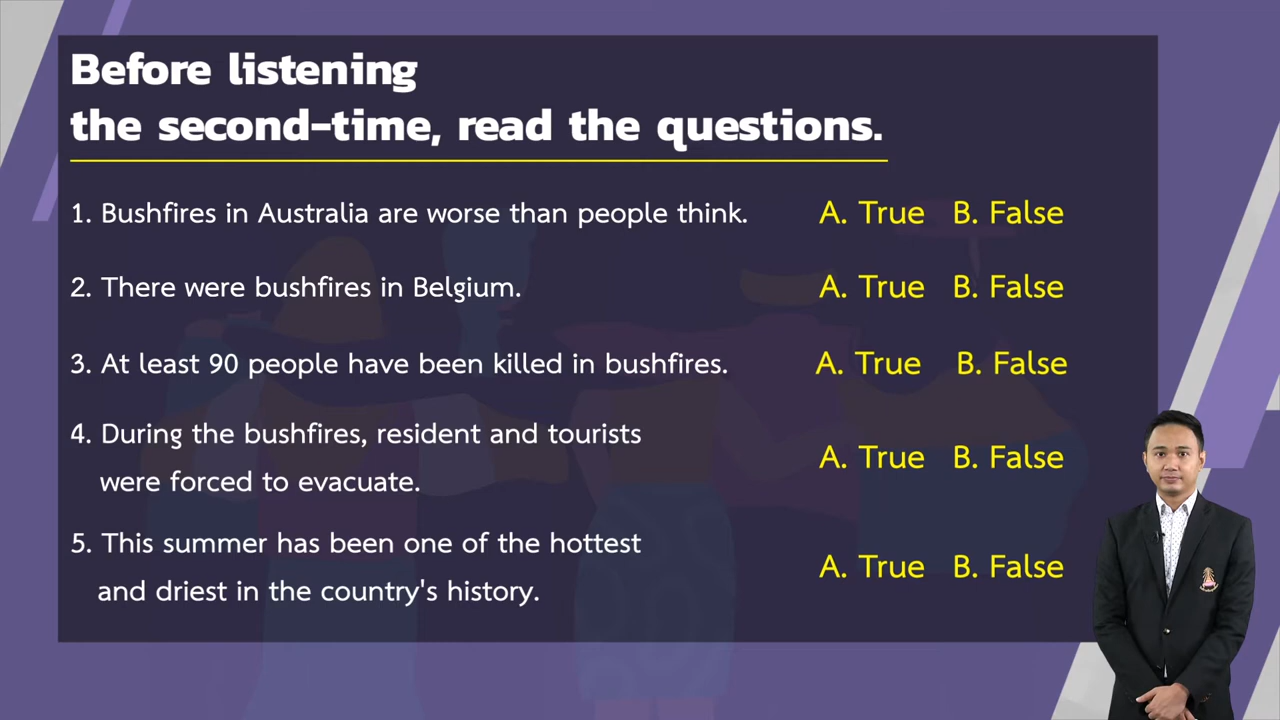 Before listening
the second-time, read the questions.
1. Bushfires in Australia are worse than people think. A. True B. False
2. There were bushfires in Belgium. A. True B. False
3. At least 90 people have been killed in bushfires. A. True B. False
4. During the bushfires, resident and tourists
were forced to evacuate. A. True B. False
5. This summer has been one of the hottest
and driest in the country's history. A. True B. False